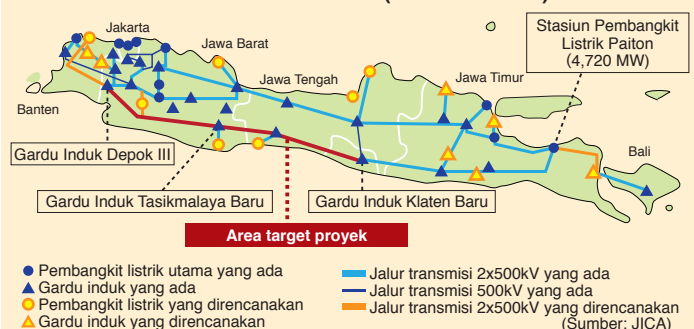 Jakarta
Stasiun Pembangkit
Listrik Paiton
(4,720 MW)
Jawa Barat
Jawa Tengah
Jawa Timur
Banten
Bali
Gardu Induk Depok III
Gardu Induk Tasikmalaya Baru
Gardu Induk Klaten Baru
Area target proyek
Pembangkit listrik utama yang ada
Gardu induk yang ada
Pembangkit listrik yang direncanakan
Gardu induk yang direncanakan
Jalur transmisi 2x500kV yang ada
Jalur transmisi 500kV yang ada
Jalur transmisi 2x500kV yang direncanakan
(Sumber: JICA)